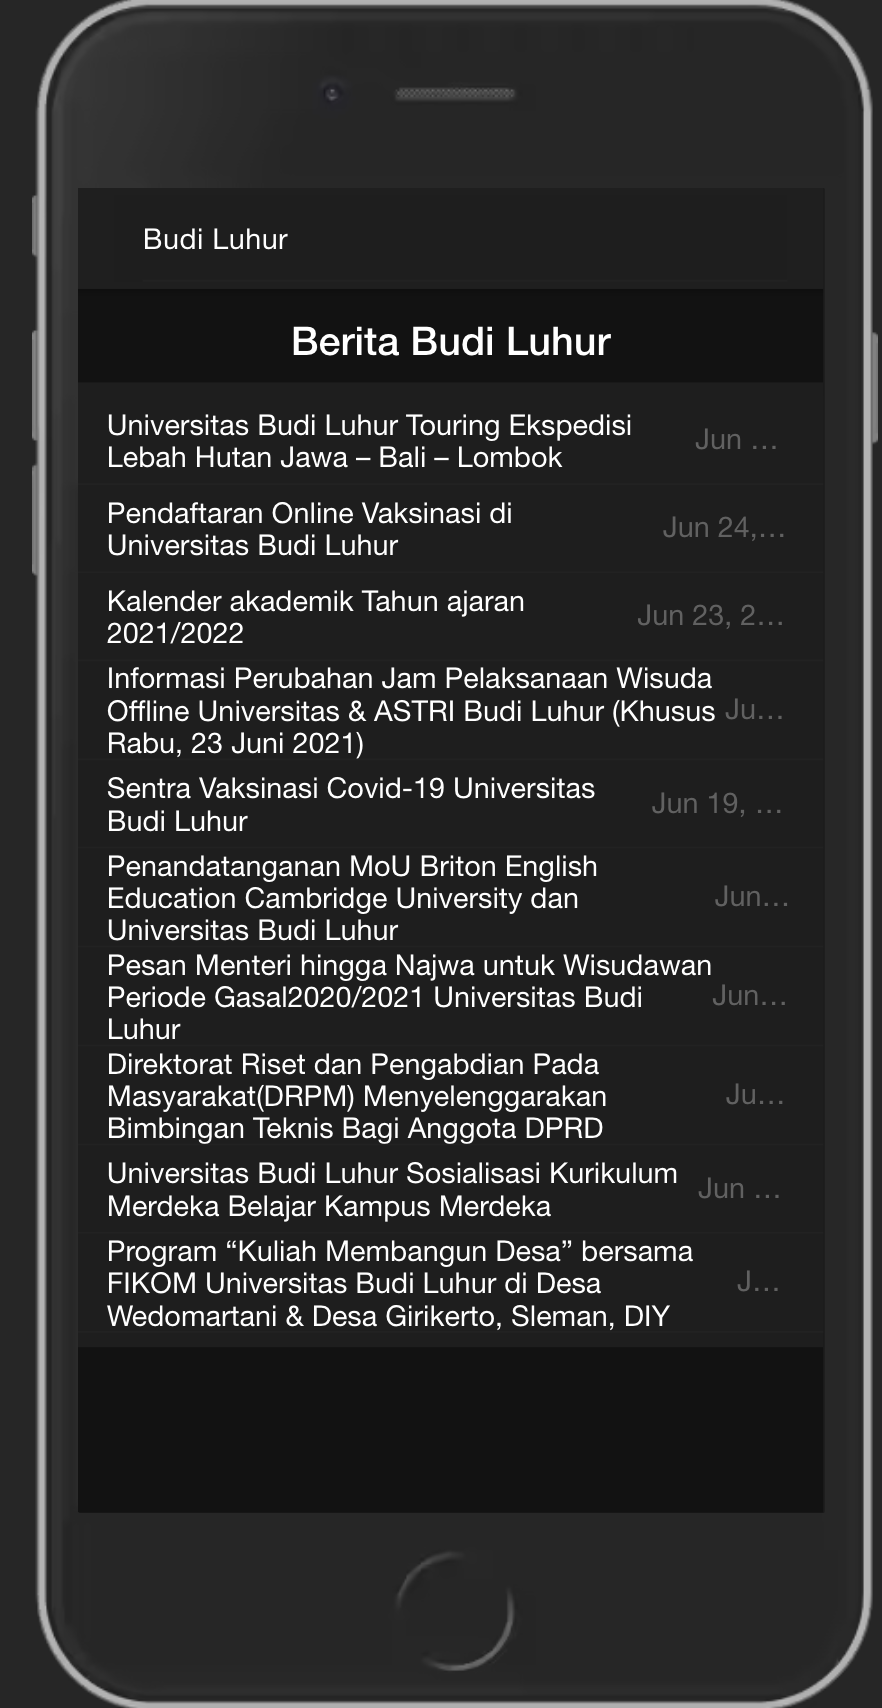 Budi Luhur
Berita Budi Luhur
Universitas Budi Luhur Touring Ekspedisi
Lebah Hutan Jawa – Bali – Lombok
Jun …
Pendaftaran Online Vaksinasi di
Universitas Budi Luhur
Jun 24,…
Kalender akademik Tahun ajaran
2021/2022
Jun 23, 2…
Informasi Perubahan Jam Pelaksanaan Wisuda
Offline Universitas & ASTRI Budi Luhur (Khusus
Rabu, 23 Juni 2021)
Ju…
Sentra Vaksinasi Covid-19 Universitas
Budi Luhur
Jun 19, …
Penandatanganan MoU Briton English
Education Cambridge University dan
Universitas Budi Luhur
Jun…
Pesan Menteri hingga Najwa untuk Wisudawan
Periode Gasal2020/2021 Universitas Budi
Luhur
Jun…
Direktorat Riset dan Pengabdian Pada
Masyarakat(DRPM) Menyelenggarakan
Bimbingan Teknis Bagi Anggota DPRD
Ju…
Universitas Budi Luhur Sosialisasi Kurikulum
Merdeka Belajar Kampus Merdeka
Jun …
Program “Kuliah Membangun Desa” bersama
FIKOM Universitas Budi Luhur di Desa
Wedomartani & Desa Girikerto, Sleman, DIY
J…